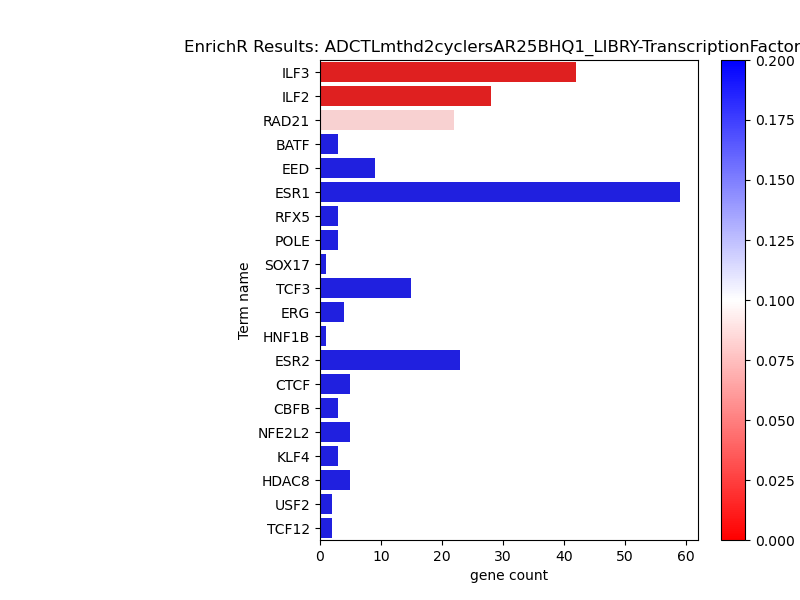 EnrichR Results: ADCTLmthd2cyclersAR25BHQ1_LIBRY-TranscriptionFactor
ILF3
ILF2
RAD21
BATF
EED
ESR1
RFX5
POLE
SOX17
TCF3
ERG
HNF1B
ESR2
CTCF
CBFB
NFE2L2
KLF4
HDAC8
USF2
TCF12
Term name
0 10 20 30 40 50 60
gene count
0.200
0.175
0.150
0.125
0.100
0.075
0.050
0.025
0.000